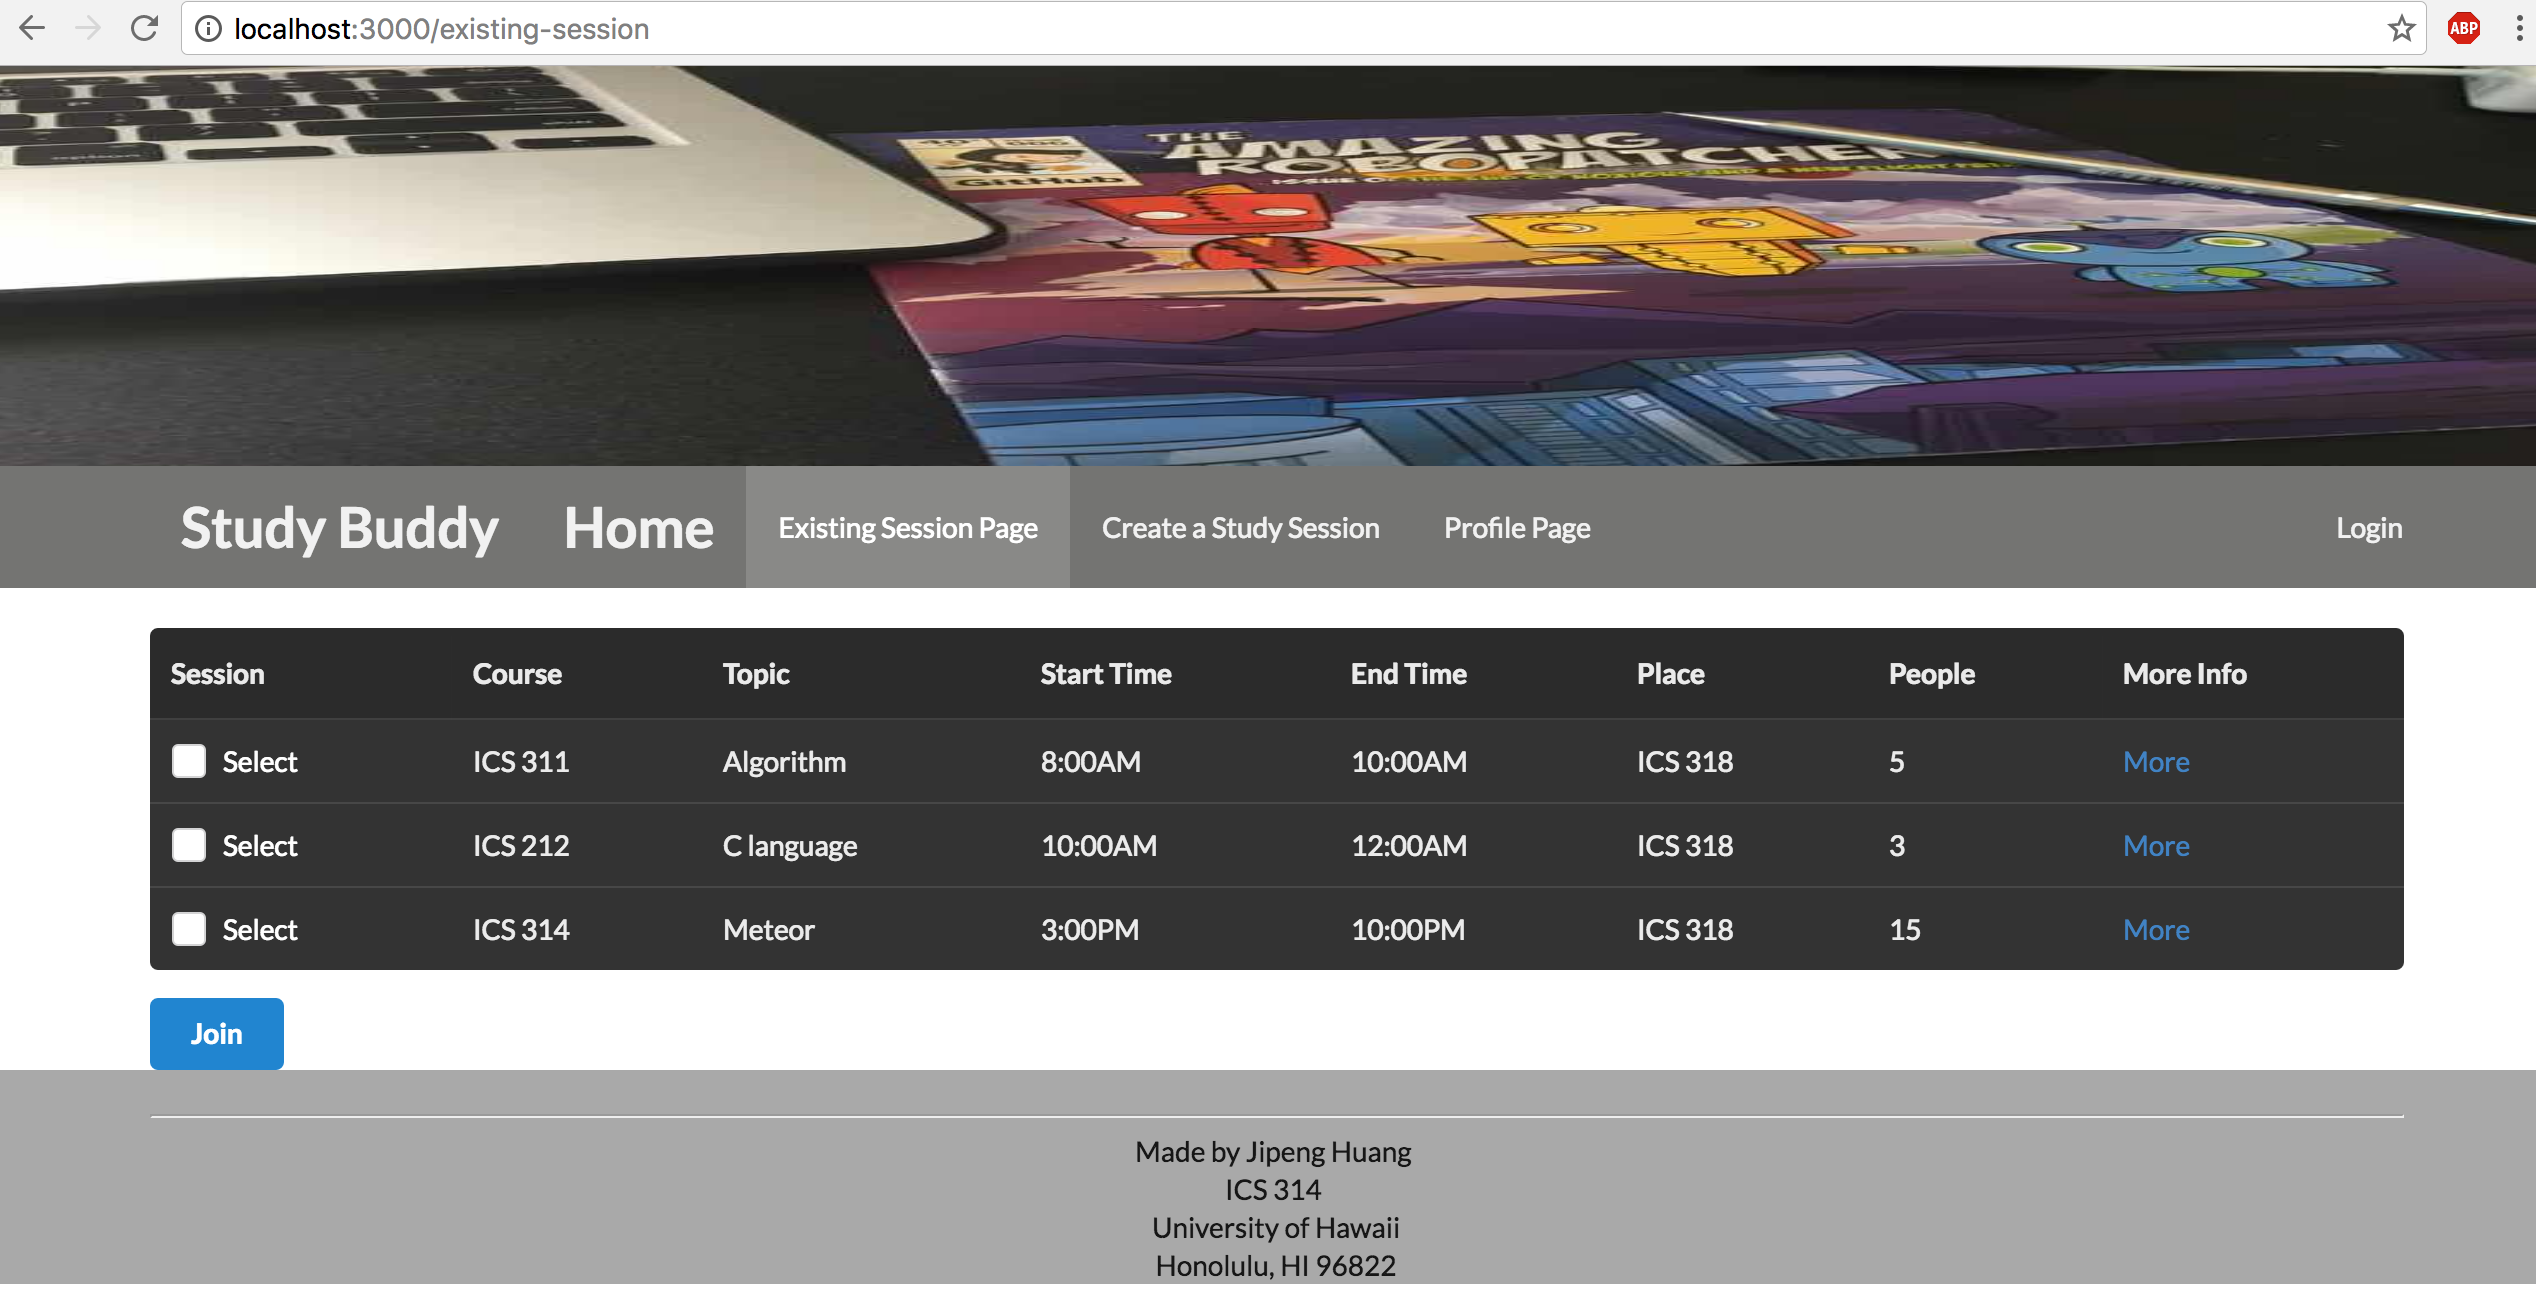 localhost:3000/existing-session
ABP
option
THE
AMAZING
ROBOPATCHER
GitHub
Study Buddy Home Existing Session Page Create a Study Session Profile Page Login
Session Course Topic Start Time End Time Place People More Info
Select ICS 311 Algorithm 8:00AM 10:00AM ICS 318 5 More
Select ICS 212 C language 10:00AM 12:00AM ICS 318 3 More
Select ICS 314 Meteor 3:00PM 10:00PM ICS 318 15 More
Join
Made by Jipeng Huang
ICS 314
University of Hawaii
Honolulu, HI 96822